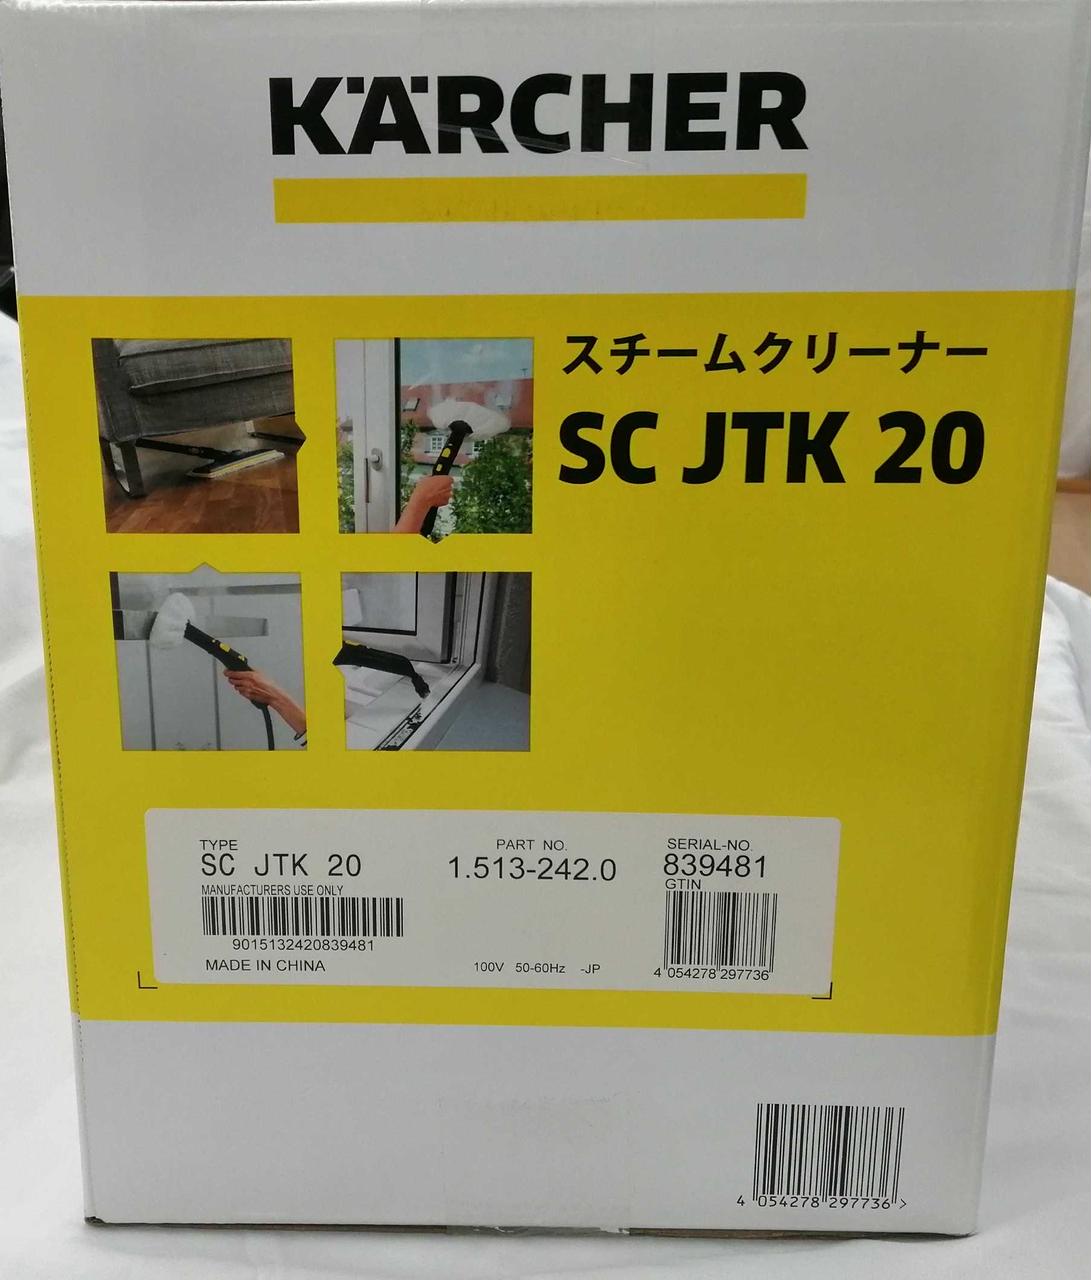 KÄRCHER
スチームクリーナー
SC JTK 20
TYPE
SC JTK 20
MANUFACTURERS USE ONLY
9015132420839481
MADE IN CHINA
PART NO.
1.513-242.0
100V 50-60Hz -JP
SERIAL-NO.
839481
GTIN
4 054278 297736
4 054278 297736 >